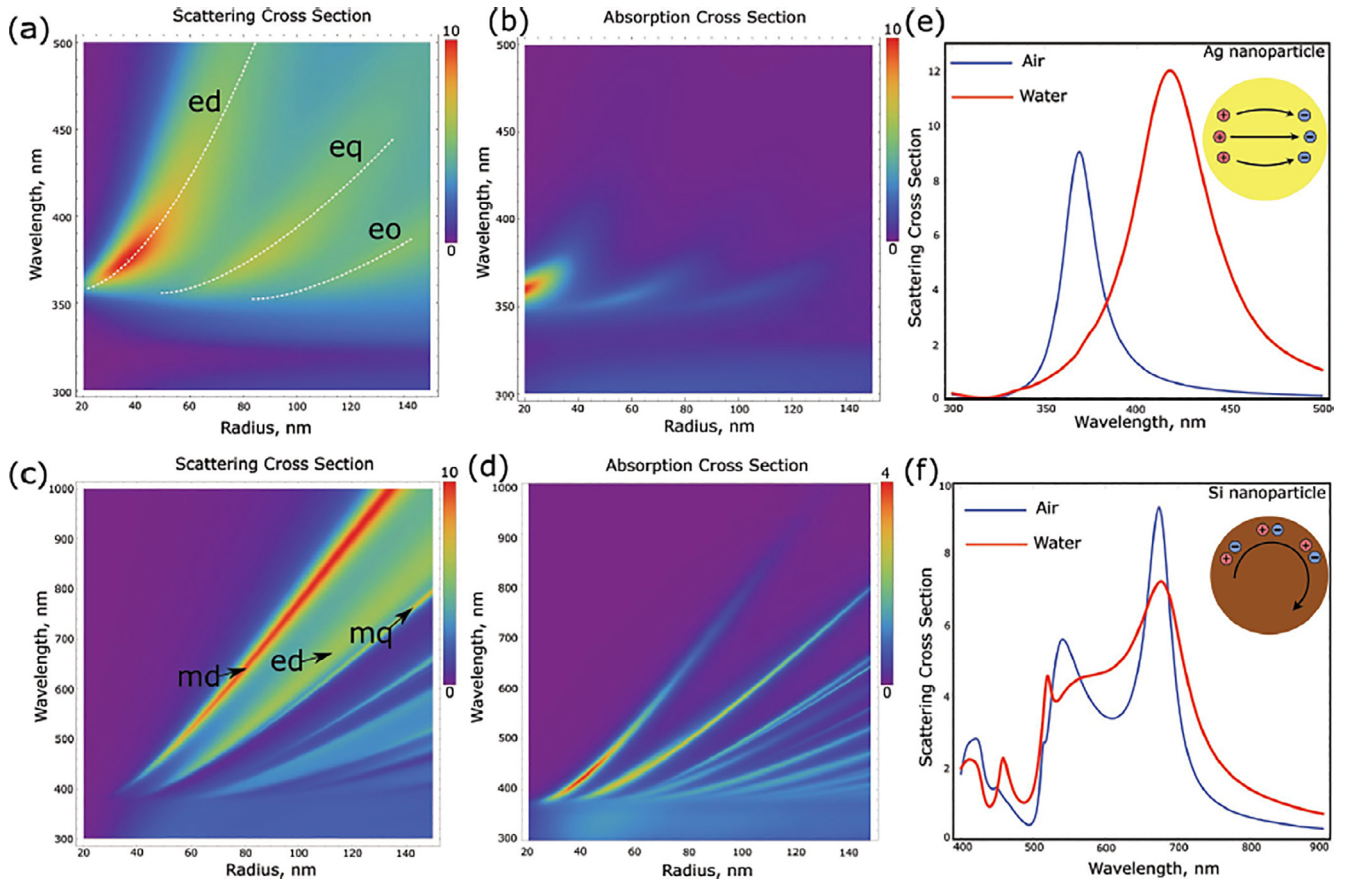 (a)
Scattering Cross Section
10
0
500
450
400
350
300
Wavelength, nm
ed
eq
eo
20
40
60
80
100
120
140
Radius, nm
(b)
Absorption Cross Section
10
0
500
450
400
350
300
Wavelength, nm
20
40
60
80
100
120
140
Radius, nm
(e)
Air
Water
Ag nanoparticle
+ −
+ −
+ −
12
10
8
6
4
2
0
Scattering Cross Section
300
350
400
450
500
Wavelength, nm
(c)
Scattering Cross Section
10
0
1000
900
800
700
600
500
400
300
Wavelength, nm
md
ed
mq
20
40
60
80
100
120
140
Radius, nm
(d)
Absorption Cross Section
4
0
1000
900
800
700
600
500
400
300
Wavelength, nm
20
40
60
80
100
120
140
Radius, nm
(f)
Air
Water
Si nanoparticle
+ − + − + −
10
8
6
4
2
0
Scattering Cross Section
400
500
600
700
800
900
Wavelength, nm